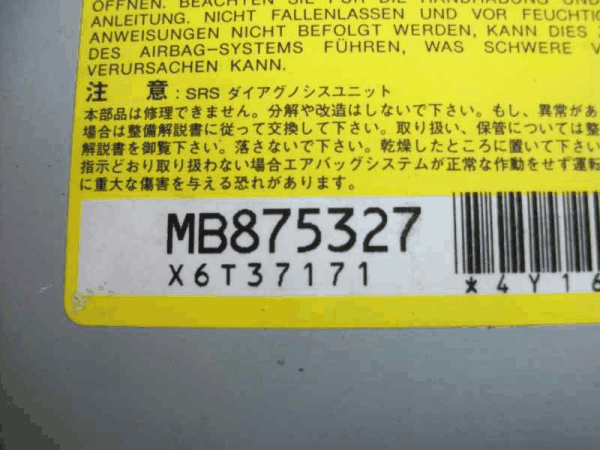 ÖFFNEN. BEACHTEN SIE FÜR DIE HANDHABUNG UND
ANLEITUNG. NICHT FALLENLASSEN UND VOR FEUCHTIG
ANWEISUNGEN NICHT BEFOLGT WERDEN, KANN DIES
DES AIRBAG-SYSTEMS FÜHREN, WAS SCHWERE V
VERURSACHEN KANN.
注 意 : SRS ダイアグノシスユニット
本部品は修理できません。分解や改造はしないで下さい。もし、異常があ
場合は整備解説書に従って交換して下さい。取り扱い、保管については整
解説書を御覧下さい。落さないで下さい。乾燥したところに置いて下さい
指示どおり取り扱わない場合エアバッグシステムが正常な作動をせず運転
に重大な傷害を与える恐れがあります。
MB875327
X6T37171
*4Y16